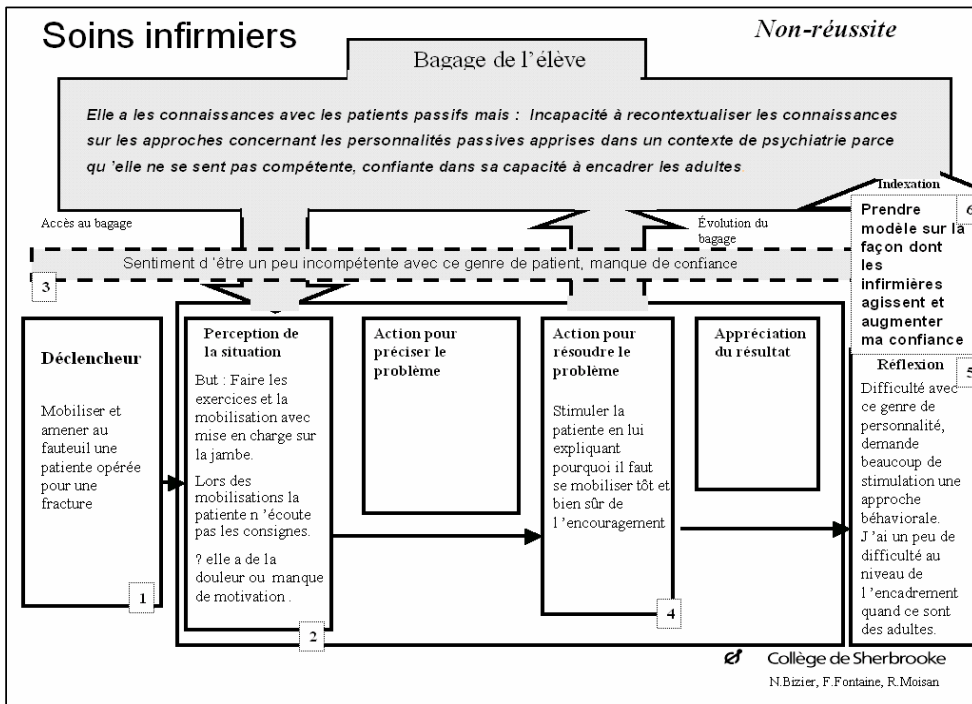 Soins infirmiers
Non-réussite
Bagage de l'élève
Elle a les connaissances avec les patients passifs mais : Incapacité à recontextualiser les connaissances
sur les approches concernant les personnalités passives apprises dans un contexte de psychiatrie parce
qu 'elle ne se sent pas compétente, confiante dans sa capacité à encadrer les adultes
Accès au bagage
Évolution du
bagage
Sentiment d 'être un peu incompétente avec ce genre de patient, manque de confiance
3
Déclencheur
Mobiliser et
amener au
fauteuil une
patiente opérée
pour une
fracture
1
Perception de
la situation
But : Faire les
exercices et la
mobilisation avec
mise en charge sur
la jambe.
Lors des
mobilisations la
patiente n 'écoute
pas les consignes.
? elle a de la
douleur ou manque
de motivation .
2
Action pour
préciser le
problème
Action pour
résoudre le
problème
Stimuler la
patiente en lui
expliquant
pourquoi il faut
se mobiliser tôt et
bien sûr de
l 'encouragement
4
Appréciation
du résultat
Indexation
6
Prendre
modèle sur la
façon dont
les
infirmières
agissent et
augmenter
ma confiance
Réflexion
5
Difficulté avec
ce genre de
personnalité,
demande
beaucoup de
stimulation une
approche
béhaviorale.
J 'ai un peu de
difficulté au
niveau de
l 'encadrement
quand ce sont
des adultes.
Collège de Sherbrooke
N.Bizier, F.Fontaine, R.Moisan